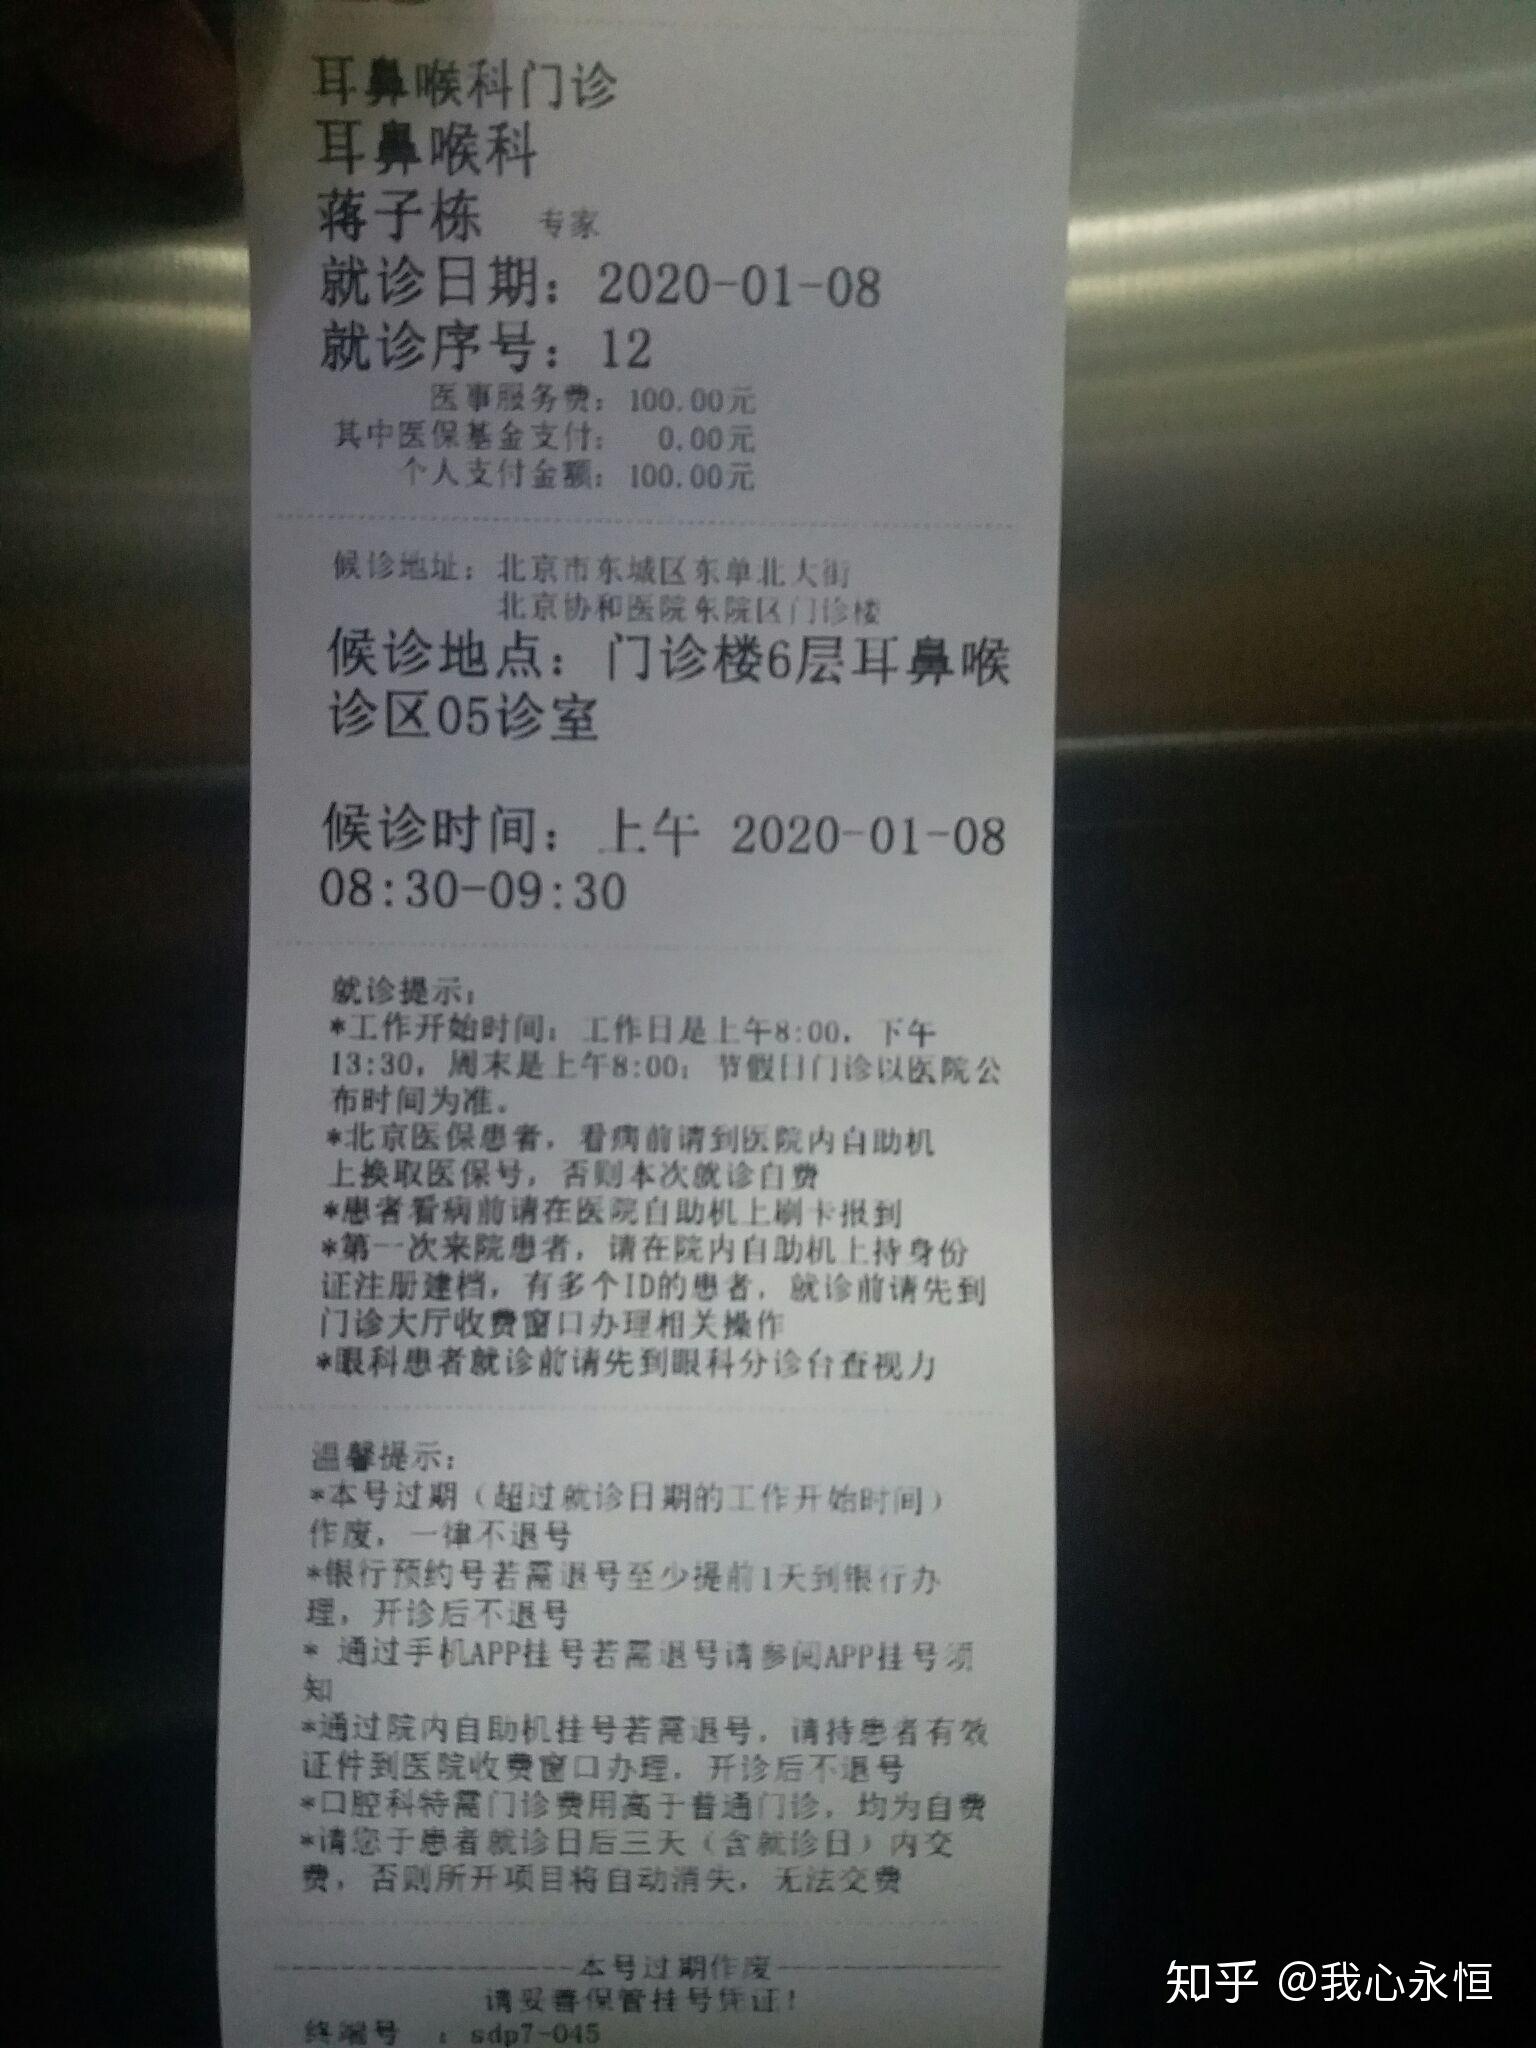 耳鼻喉科门诊
耳鼻喉科
蒋子栋 专家
就诊日期：2020-01-08
就诊序号：12
医事服务费：100.00元
其中医保基金支付： 0.00元
个人支付金额：100.00元
候诊地址：北京市东城区东单北大街
北京协和医院东院区门诊楼
候诊地点：门诊楼6层耳鼻喉
诊区05诊室
候诊时间：上午 2020-01-08
08:30-09:30
就诊提示：
*工作开始时间：工作日是上午8:00，下午
13:30，周末是上午8:00；节假日门诊以医院公
布时间为准。
*北京医保患者，看病前请到医院内自助机
上换取医保号，否则本次就诊自费
*患者看病前请在医院自助机上刷卡报到
*第一次来院患者，请在院内自助机上持身份
证注册建档，有多个ID的患者，就诊前请先到
门诊大厅收费窗口办理相关操作
*眼科患者就诊前请先到眼科分诊台查视力
温馨提示：
*本号过期（超过就诊日期的工作开始时间）
作废，一律不退号
*银行预约号若需退号至少提前1天到银行办
理，开诊后不退号
* 通过手机APP挂号若需退号请参阅APP挂号须
知
*通过院内自助机挂号若需退号，请持患者有效
证件到医院收费窗口办理，开诊后不退号
*口腔科特需门诊费用高于普通门诊，均为自费
*请您于患者就诊日后三天（含就诊日）内交
费，否则所开项目将自动消失，无法交费
------------------本号过期作废------------------
请妥善保管挂号凭证！
终端号 ：sdp7-045
知乎 @我心永恒